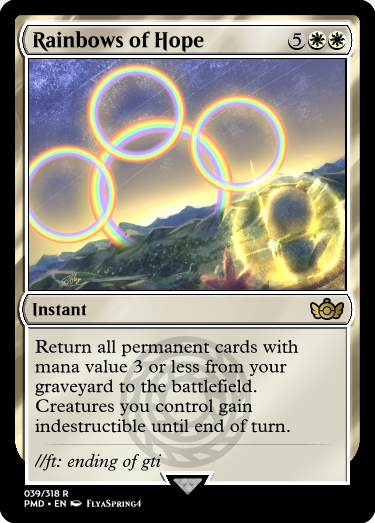 Rainbows of Hope 5
Instant
Return all permanent cards with
mana value 3 or less from your
graveyard to the battlefield.
Creatures you control gain
indestructible until end of turn.
//ft: ending of gti
039/318 R
PMD • EN FlyaSpring4